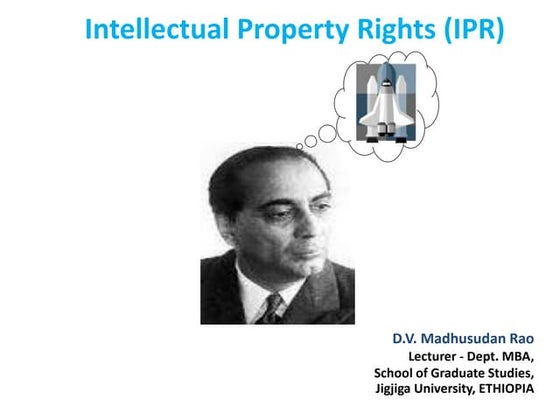 Intellectual Property Rights (IPR)
D.V. Madhusudan Rao
Lecturer - Dept. MBA,
School of Graduate Studies,
Jigjiga University, ETHIOPIA